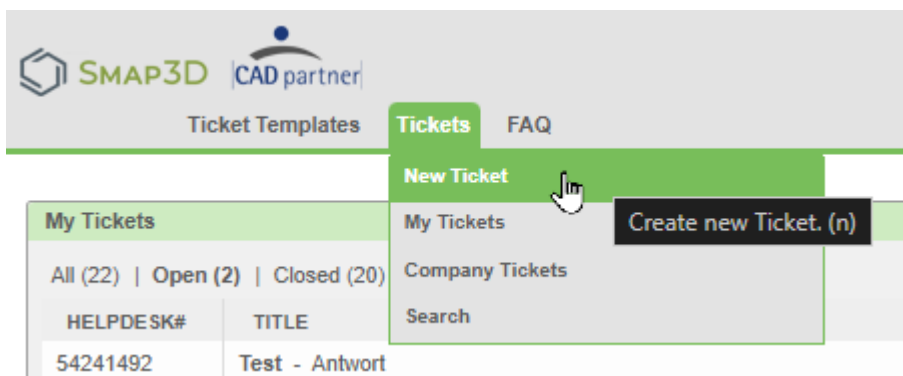 SMAP3D CAD partner
Ticket Templates Tickets FAQ
New Ticket
My Tickets
My Tickets
Create new Ticket. (n)
All (22) | Open (2) | Closed (20)
Company Tickets
HELPDESK# TITLE
Search
54241492 Test - Antwort